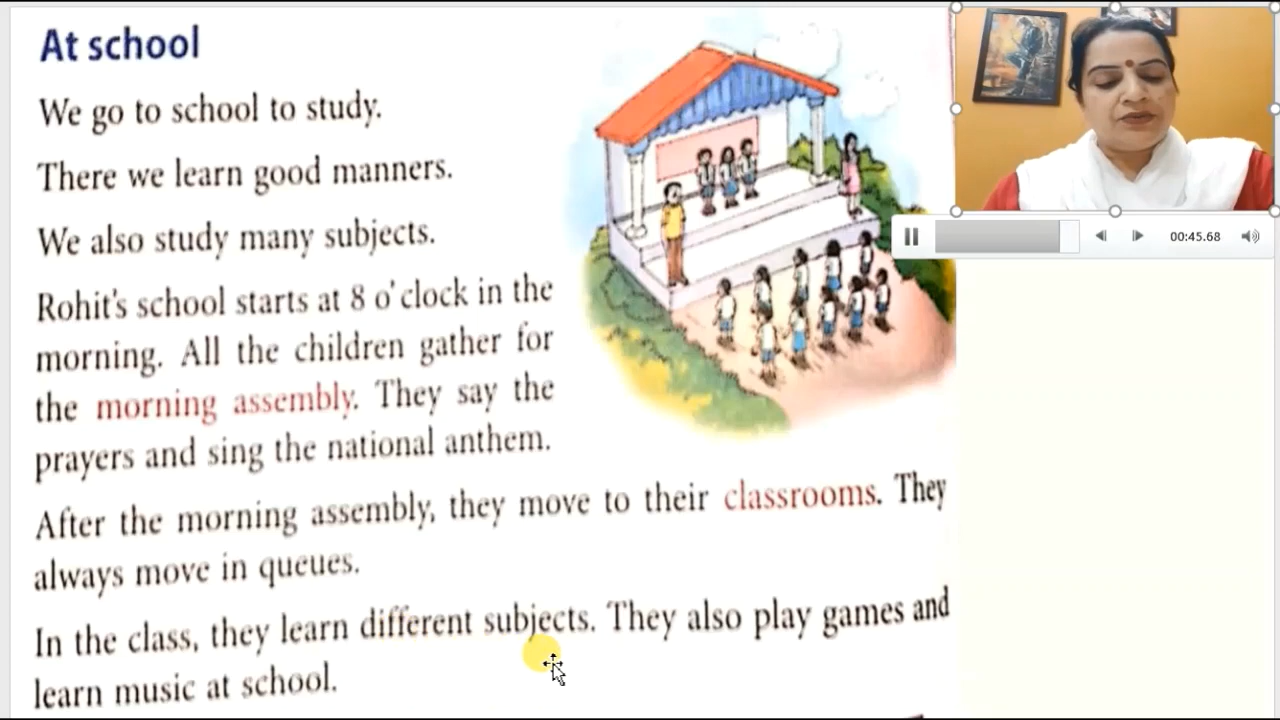 At school
We go to school to study.
There we learn good manners.
We also study many subjects.
Rohit's school starts at 8 o'clock in the
morning. All the children gather for
the morning assembly. They say the
prayers and sing the national anthem.
After the morning assembly, they move to their classrooms. They
always move in queues.
In the class, they learn different subjects. They also play games and
learn music at school.
00:45.68